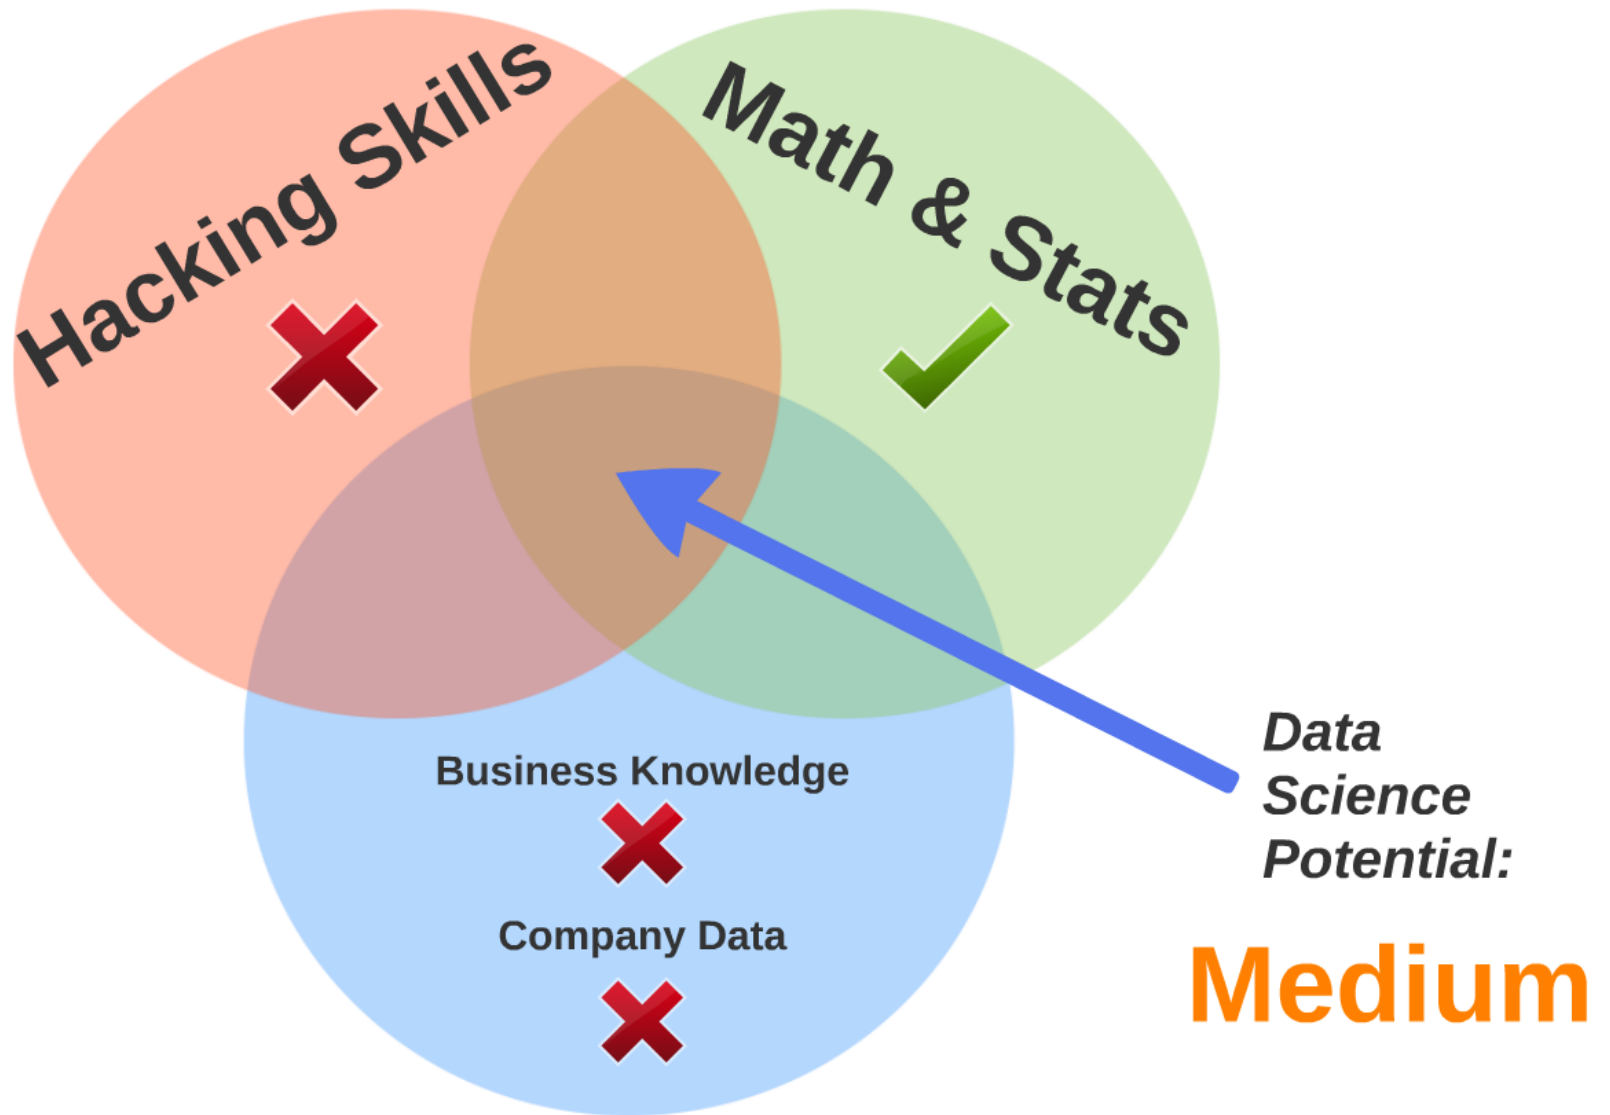 Hacking Skills
Math & Stats
Business Knowledge
Company Data
Data
Science
Potential:
Medium